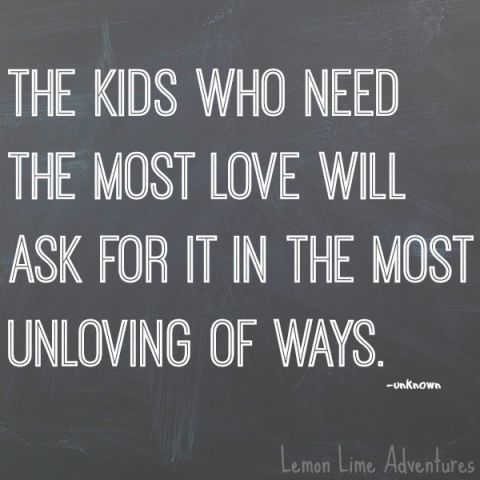 THE KIDS WHO NEED
THE MOST LOVE WILL
ASK FOR IT IN THE MOST
UNLOVING OF WAYS.
-unknown
Lemon Lime Adventures